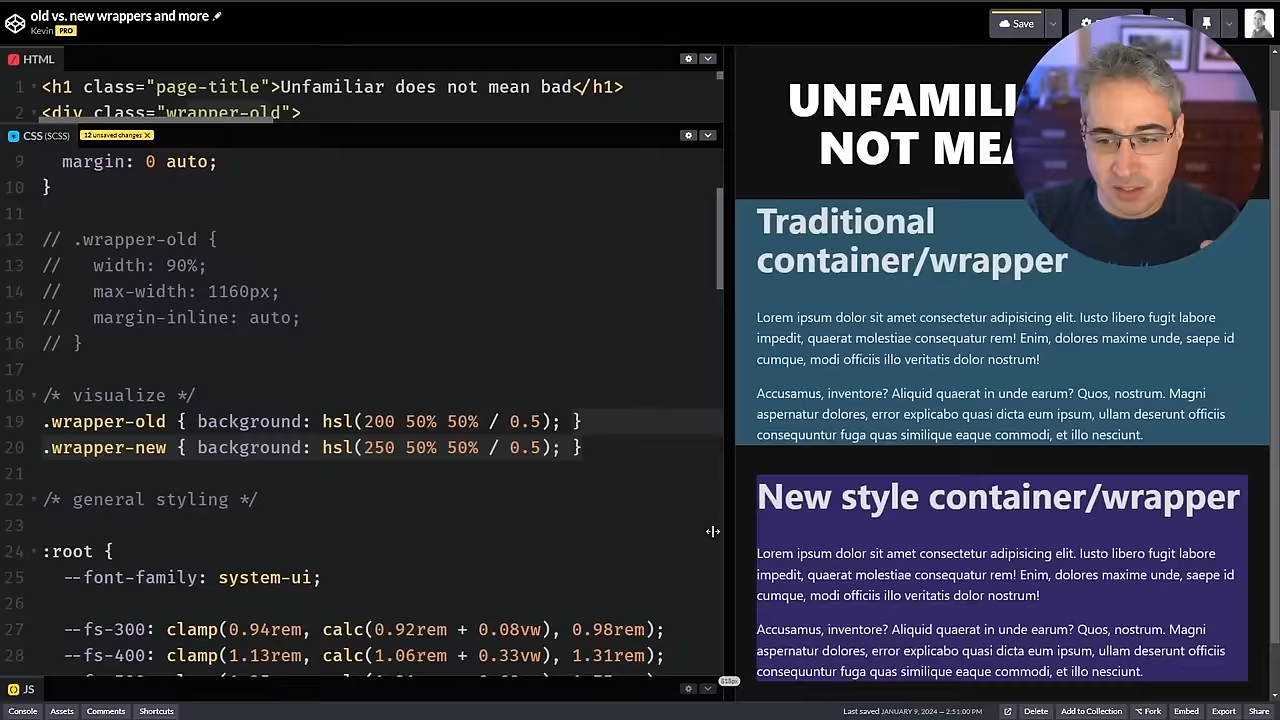 old vs. new wrappers and more
Kevin PRO
Save
HTML
1 <h1 class="page-title">Unfamiliar does not mean bad</h1>
2 <div class="wrapper-old">
CSS (SCSS) 12 unsaved changes X
9 margin: 0 auto;
10 }
11
12 // .wrapper-old {
13 // width: 90%;
14 // max-width: 1160px;
15 // margin-inline: auto;
16 // }
17
18 /* visualize */
19 .wrapper-old { background: hsl(200 50% 50% / 0.5); }
20 .wrapper-new { background: hsl(250 50% 50% / 0.5); }
21
22 /* general styling */
23
24 :root {
25 --font-family: system-ui;
26
27 --fs-300: clamp(0.94rem, calc(0.92rem + 0.08vw), 0.98rem);
28 --fs-400: clamp(1.13rem, calc(1.06rem + 0.33vw), 1.31rem);
JS
UNFAMILI
NOT MEA
Traditional
container/wrapper
Lorem ipsum dolor sit amet consectetur adipisicing elit. Iusto libero fugit labore
impedit, quaerat molestiae consequatur rem! Enim, dolores maxime unde, saepe id
cumque, modi officiis illo veritatis dolor nostrum!
Accusamus, inventore? Aliquid quaerat in unde earum? Quos, nostrum. Magni
aspernatur dolores, error explicabo quasi dicta eum ipsum, ullam deserunt officiis
consequuntur fuga quas similique eaque commodi, et illo nesciunt.
New style container/wrapper
Lorem ipsum dolor sit amet consectetur adipisicing elit. Iusto libero fugit labore
impedit, quaerat molestiae consequatur rem! Enim, dolores maxime unde, saepe id
cumque, modi officiis illo veritatis dolor nostrum!
Accusamus, inventore? Aliquid quaerat in unde earum? Quos, nostrum. Magni
aspernatur dolores, error explicabo quasi dicta eum ipsum, ullam deserunt officiis
consequuntur fuga quas similique eaque commodi, et illo nesciunt.
Console Assets Comments Shortcuts
Last saved JANUARY 9, 2024 — 2:51:00 PM Delete Add to Collection Fork Embed Export Share